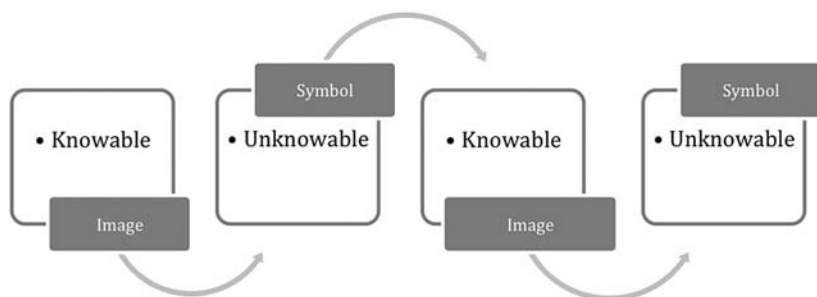 Symbol
Symbol
• Knowable
• Unknowable
• Knowable
• Unknowable
Image
Image